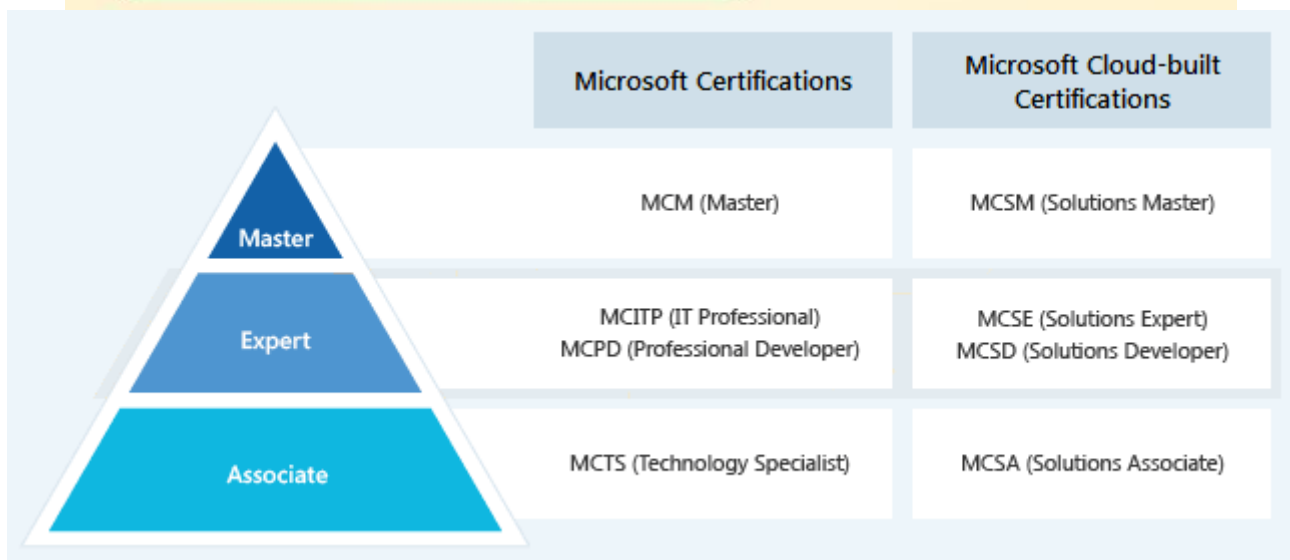 Microsoft Certifications
Microsoft Cloud-built
Certifications
Master
MCM (Master)
MCSM (Solutions Master)
Expert
MCITP (IT Professional)
MCPD (Professional Developer)
MCSE (Solutions Expert)
MCSD (Solutions Developer)
Associate
MCTS (Technology Specialist)
MCSA (Solutions Associate)